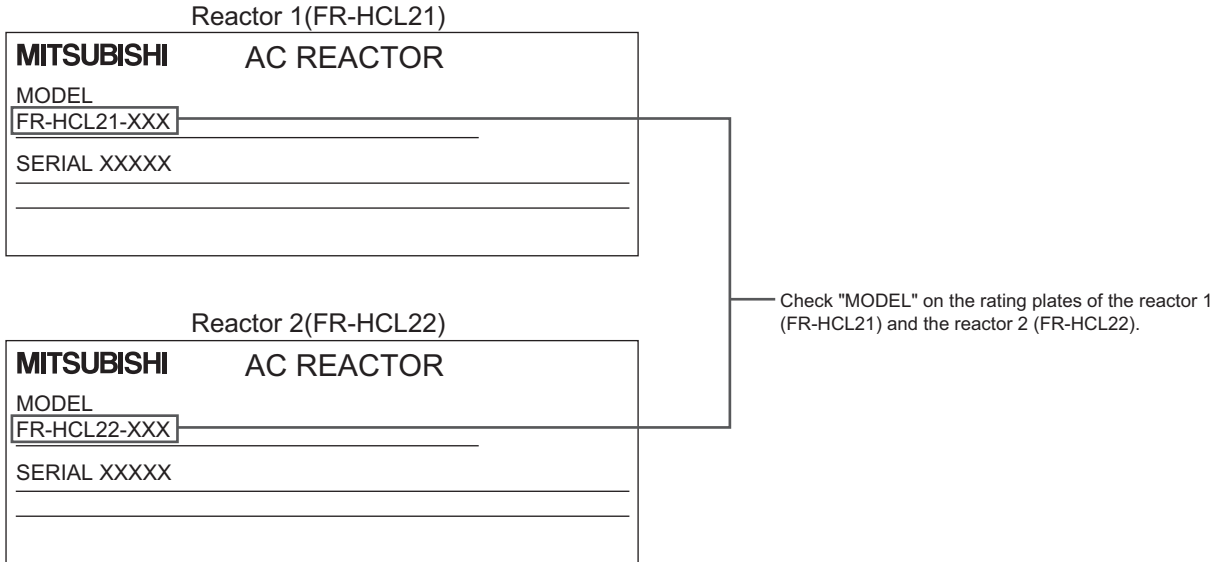 Reactor 1(FR-HCL21)
MITSUBISHI AC REACTOR
MODEL
FR-HCL21-XXX
SERIAL XXXXX
Check "MODEL" on the rating plates of the reactor 1
(FR-HCL21) and the reactor 2 (FR-HCL22).
Reactor 2(FR-HCL22)
MITSUBISHI AC REACTOR
MODEL
FR-HCL22-XXX
SERIAL XXXXX